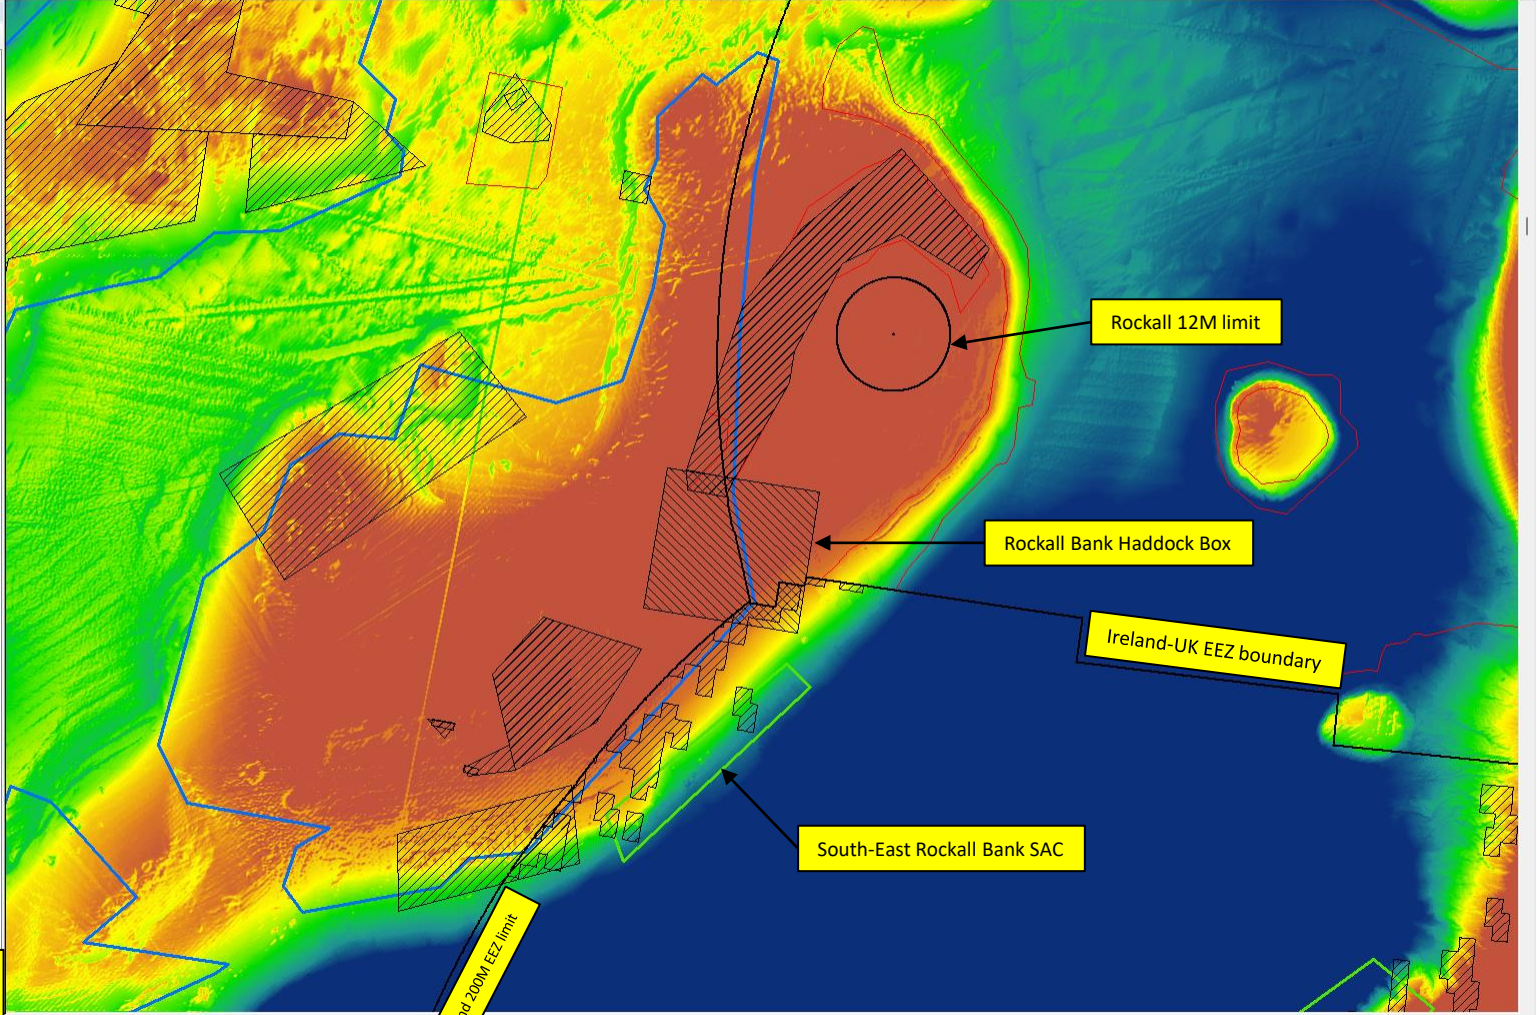 Rockall 12M limit
Rockall Bank Haddock Box
Ireland-UK EEZ boundary
South-East Rockall Bank SAC
200M EEZ limit